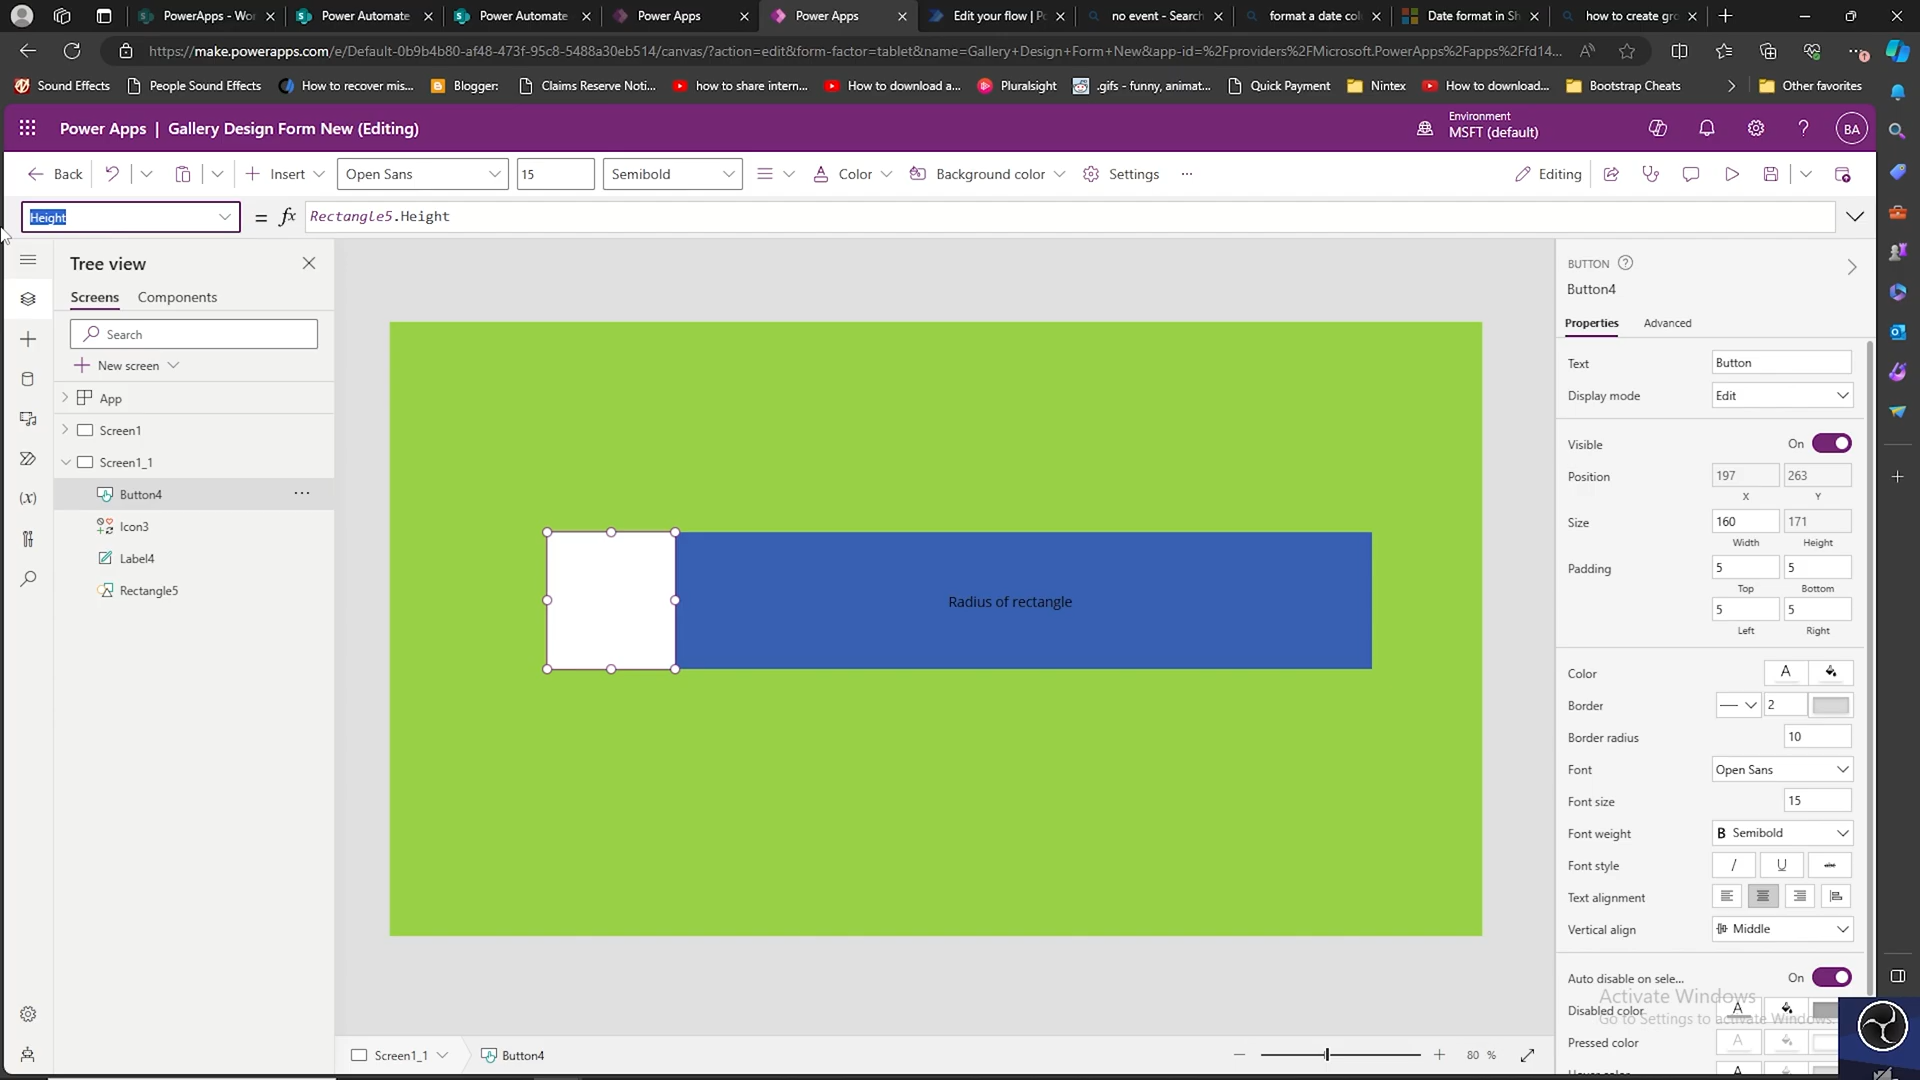 PowerApps - Wo
Power Automate
Power Automate
Power Apps
Power Apps
Edit your flow | P
no event - Search
format a date col
Date format in Sh
how to create gr
https://make.powerapps.com/e/Default-0b9b4b80-af48-473f-95c8-5488a30eb514/canvas/?action=edit&form-factor=tablet&name=Gallery+Design+Form+New&app-id=%2Fproviders%2FMicrosoft.PowerApps%2Fapps%2Ffd14...
Sound Effects
People Sound Effects
How to recover mis...
Blogger:
Claims Reserve Noti...
how to share intern...
How to download a...
Pluralsight
.gifs - funny, animat...
Quick Payment
Nintex
How to download...
Bootstrap Cheats
Other favorites
Power Apps | Gallery Design Form New (Editing)
Environment
MSFT (default)
BA
Back
Insert
Open Sans
15
Semibold
Color
Background color
Settings
Editing
Height
= fx Rectangle5.Height
Tree view
Screens
Components
Search
New screen
App
Screen1
Screen1_1
Button4
Icon3
Label4
Rectangle5
Radius of rectangle
BUTTON
Button4
Properties
Advanced
Text
Button
Display mode
Edit
Visible
On
Position
197
263
X
Y
Size
160
171
Width
Height
Padding
5
5
Top
Bottom
5
5
Left
Right
Color
A
Border
2
Border radius
10
Font
Open Sans
Font size
15
Font weight
B Semibold
Font style
/
U
abc
Text alignment
Vertical align
Middle
Auto disable on sele...
On
Activate Windows
Disabled color
A
Go to Settings to activate Windows.
Pressed color
A
Screen1_1
Button4
80 %